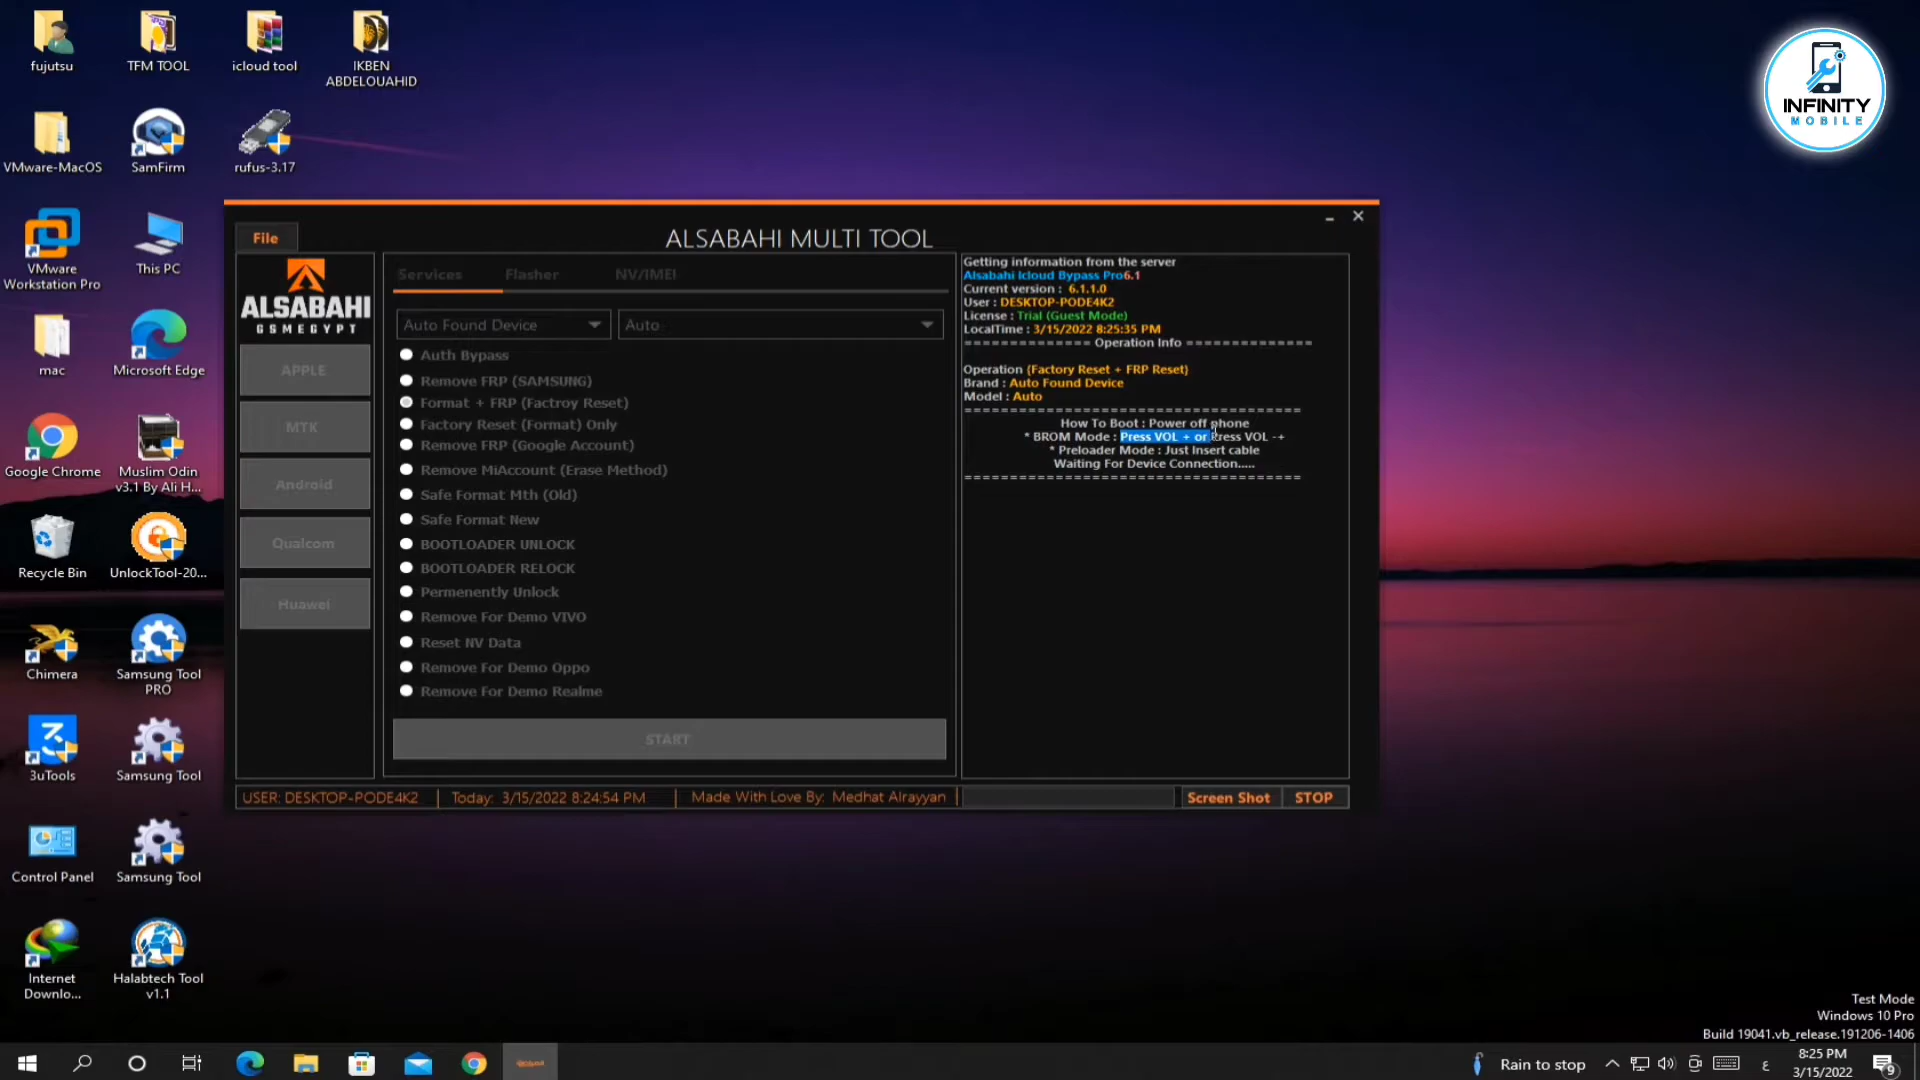 fujutsu
TFM TOOL
icloud tool
IKBEN
ABDELOUAHID
INFINITY
MOBILE
VMware-MacOS
SamFirm
rufus-3.17
VMware
Workstation Pro
This PC
mac
Microsoft Edge
Google Chrome
Muslim Odin
v3.1 By Ali H...
Recycle Bin
UnlockTool-20...
Chimera
Samsung Tool
PRO
3uTools
Samsung Tool
Control Panel
Samsung Tool
Internet
Downlo...
Halabtech Tool
v1.1
File
ALSABAHI MULTI TOOL
ALSABAHI
GSMEGYPT
APPLE
MTK
Android
Qualcom
Huawei
Services
Flasher
NV/IMEI
Auto Found Device
Auto
Auth Bypass
Remove FRP (SAMSUNG)
Format + FRP (Factroy Reset)
Factory Reset (Format) Only
Remove FRP (Google Account)
Remove MiAccount (Erase Method)
Safe Format Mth (Old)
Safe Format New
BOOTLOADER UNLOCK
BOOTLOADER RELOCK
Permenently Unlock
Remove For Demo VIVO
Reset NV Data
Remove For Demo Oppo
Remove For Demo Realme
START
Getting information from the server
Alsabahi Icloud Bypass Pro6.1
Current version : 6.1.1.0
User : DESKTOP-PODE4K2
License : Trial (Guest Mode)
LocalTime : 3/15/2022 8:25:35 PM
============= Operation Info =============
Operation (Factory Reset + FRP Reset)
Brand : Auto Found Device
Model : Auto
===================================
How To Boot : Power off phone
* BROM Mode : Press VOL + or Press VOL -+
* Preloader Mode : Just Insert cable
Waiting For Device Connection.....
===================================
USER: DESKTOP-PODE4K2 | Today: 3/15/2022 8:24:54 PM | Made With Love By: Medhat Alrayyan |
Screen Shot
STOP
Test Mode
Windows 10 Pro
Build 19041.vb_release.191206-1406
Rain to stop
ع
8:25 PM
3/15/2022
9